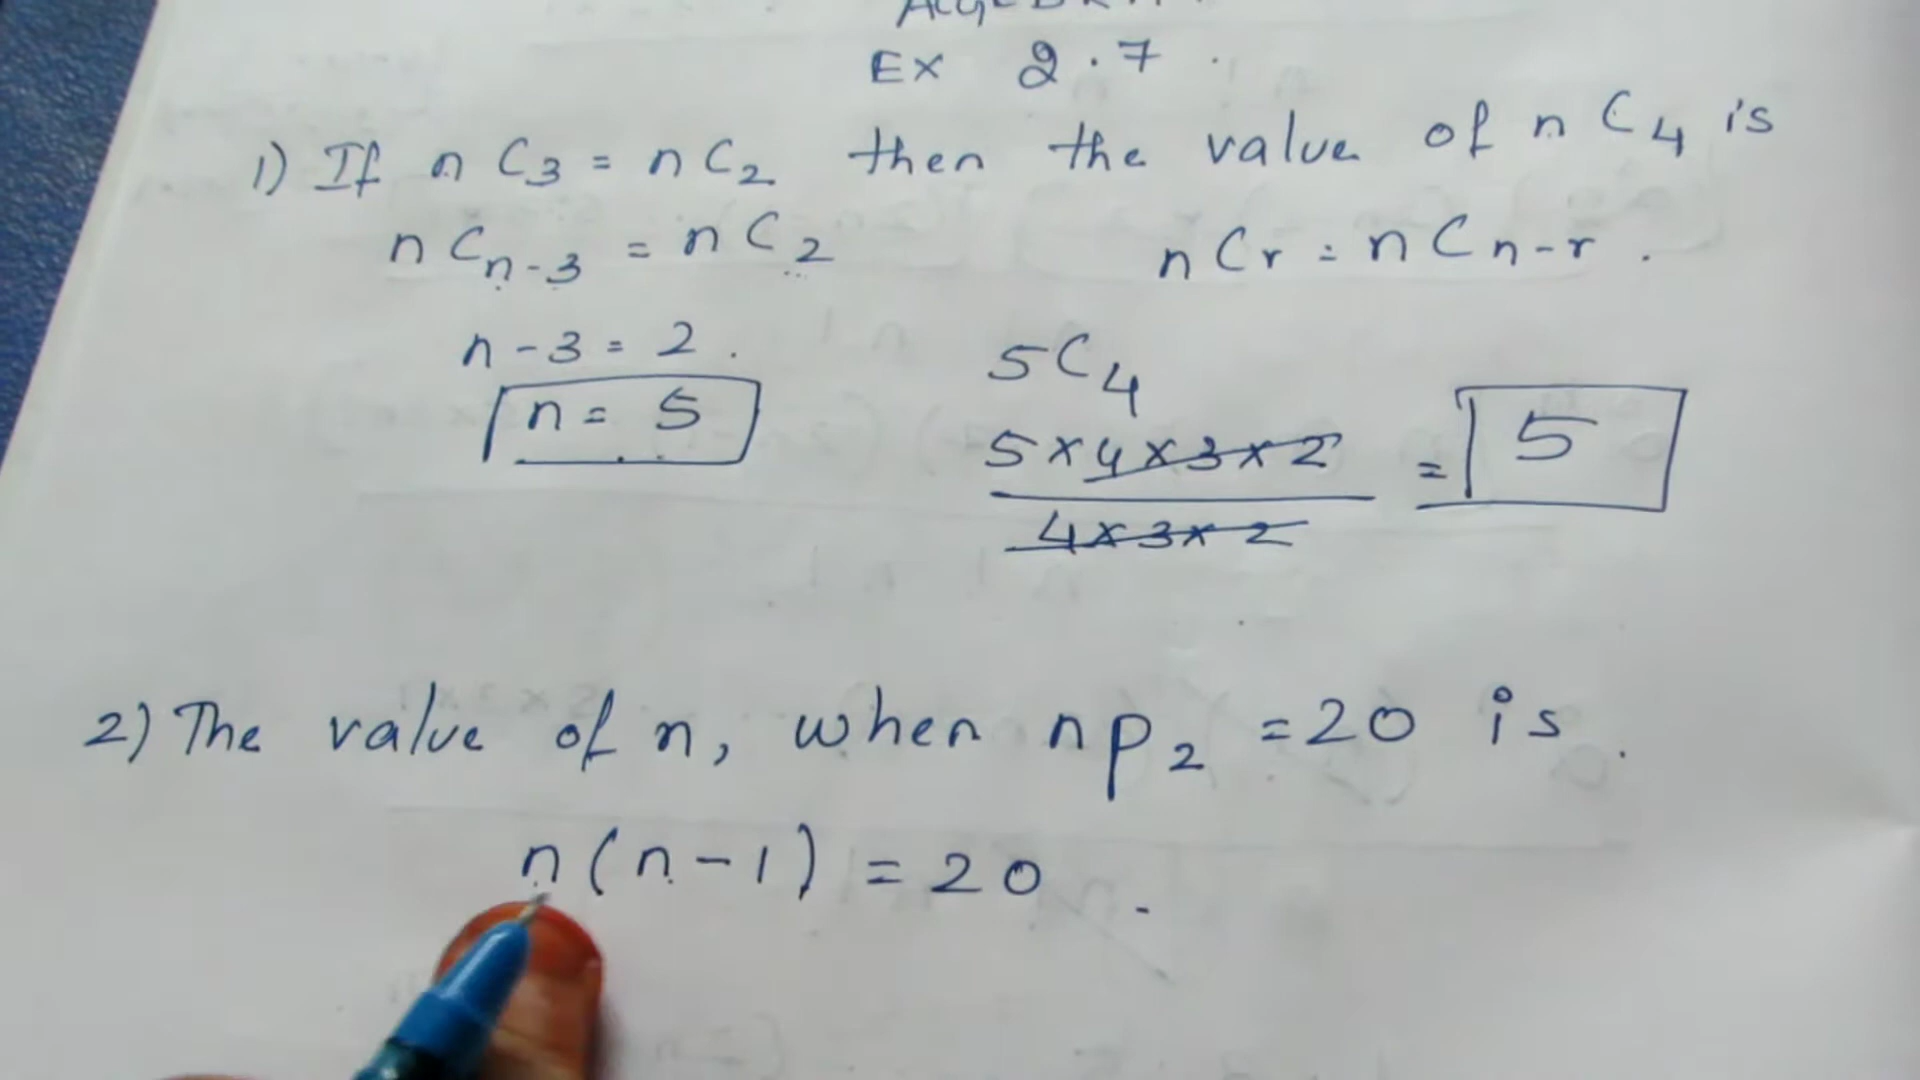 Ex 2.7
1) If n C3 = n C2 then the value of n C4 is
n Cn-3 = n C2
n Cr = n Cn-r .
n - 3 = 2 .
n = 5
5C4
5 x 4 x 3 x 2
4 x 3 x 2
= 5
2) The value of n, when n p2 = 20 is .
n ( n - 1 ) = 20 .